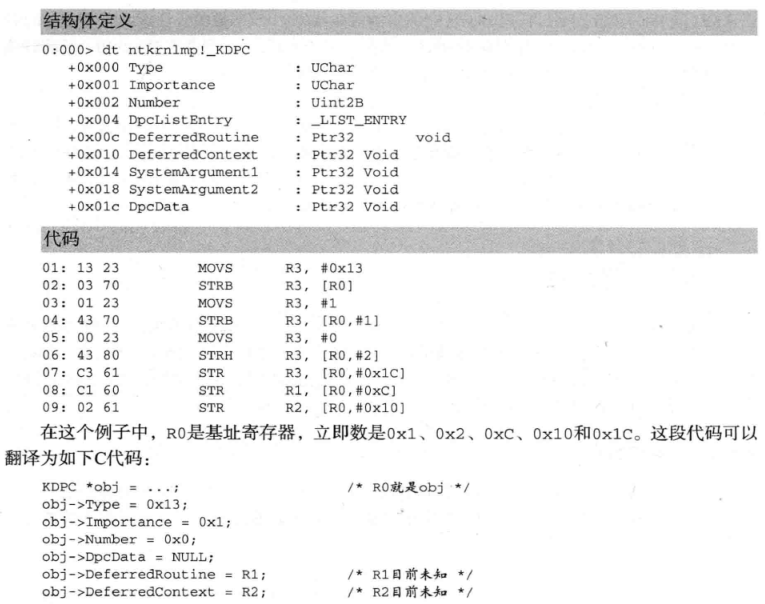 结构体定义
0:000> dt ntkrnlmp!_KDPC
+0x000 Type : UChar
+0x001 Importance : UChar
+0x002 Number : Uint2B
+0x004 DpcListEntry : _LIST_ENTRY
+0x00c DeferredRoutine : Ptr32 void
+0x010 DeferredContext : Ptr32 Void
+0x014 SystemArgument1 : Ptr32 Void
+0x018 SystemArgument2 : Ptr32 Void
+0x01c DpcData : Ptr32 Void
代码
01: 13 23 MOVS R3, #0x13
02: 03 70 STRB R3, [R0]
03: 01 23 MOVS R3, #1
04: 43 70 STRB R3, [R0,#1]
05: 00 23 MOVS R3, #0
06: 43 80 STRH R3, [R0,#2]
07: C3 61 STR R3, [R0,#0x1C]
08: C1 60 STR R1, [R0,#0xC]
09: 02 61 STR R2, [R0,#0x10]
在这个例子中，R0是基址寄存器，立即数是0x1、0x2、0xC、0x10和0x1C。这段代码可以
翻译为如下C代码：
KDPC *obj = ...; /* R0就是obj */
obj->Type = 0x13;
obj->Importance = 0x1;
obj->Number = 0x0;
obj->DpcData = NULL;
obj->DeferredRoutine = R1; /* R1目前未知 */
obj->DeferredContext = R2; /* R2目前未知 */